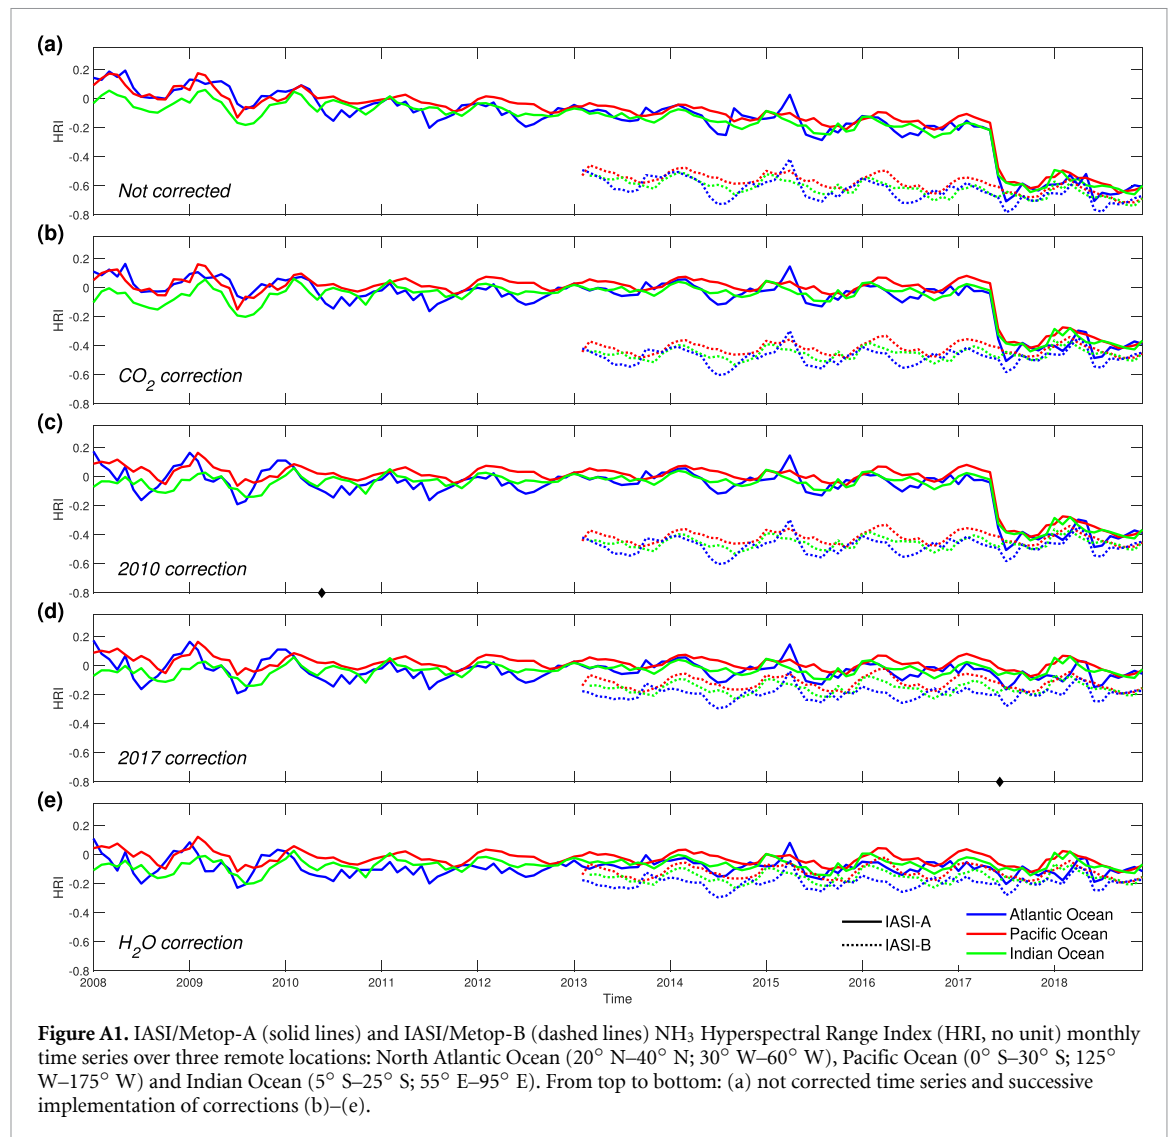 (a)
0.2
0
-0.2
-0.4
-0.6
-0.8
HRI
Not corrected
(b)
0.2
0
-0.2
-0.4
-0.6
-0.8
HRI
CO2 correction
(c)
0.2
0
-0.2
-0.4
-0.6
-0.8
HRI
2010 correction
(d)
0.2
0
-0.2
-0.4
-0.6
-0.8
HRI
2017 correction
(e)
0.2
0
-0.2
-0.4
-0.6
-0.8
HRI
H2O correction
IASI-A
IASI-B
Atlantic Ocean
Pacific Ocean
Indian Ocean
2008 2009 2010 2011 2012 2013 2014 2015 2016 2017 2018
Time
Figure A1. IASI/Metop-A (solid lines) and IASI/Metop-B (dashed lines) NH3 Hyperspectral Range Index (HRI, no unit) monthly
time series over three remote locations: North Atlantic Ocean (20° N–40° N; 30° W–60° W), Pacific Ocean (0° S–30° S; 125°
W–175° W) and Indian Ocean (5° S–25° S; 55° E–95° E). From top to bottom: (a) not corrected time series and successive
implementation of corrections (b)–(e).